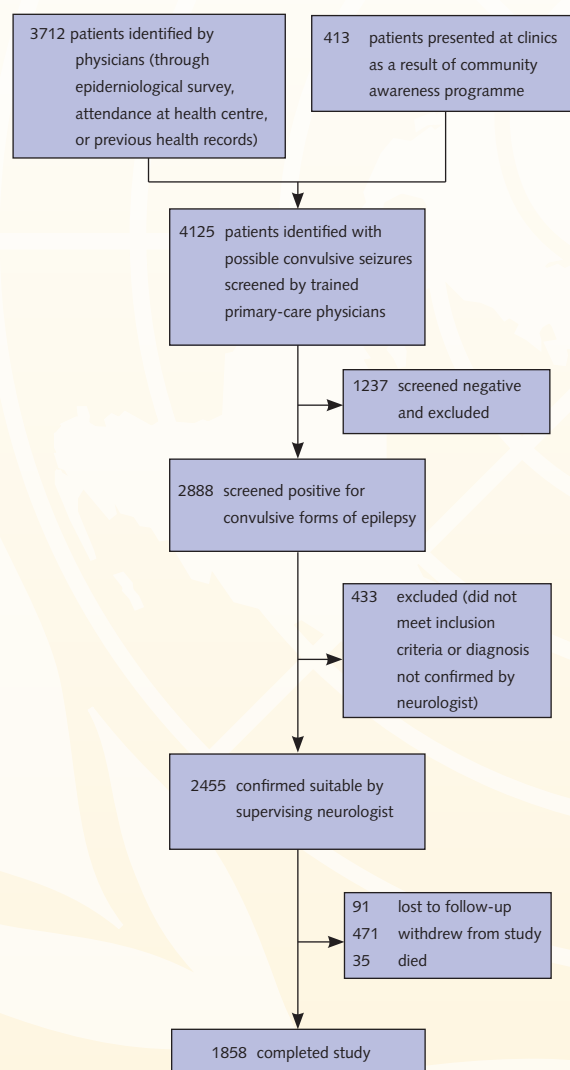 3712 patients identified by
physicians (through
epiderniological survey,
attendance at health centre,
or previous health records)
413 patients presented at clinics
as a result of community
awareness programme
4125 patients identified with
possible convulsive seizures
screened by trained
primary-care physicians
1237 screened negative
and excluded
2888 screened positive for
convulsive forms of epilepsy
433 excluded (did not
meet inclusion
criteria or diagnosis
not confirmed by
neurologist)
2455 confirmed suitable by
supervising neurologist
91 lost to follow-up
471 withdrew from study
35 died
1858 completed study